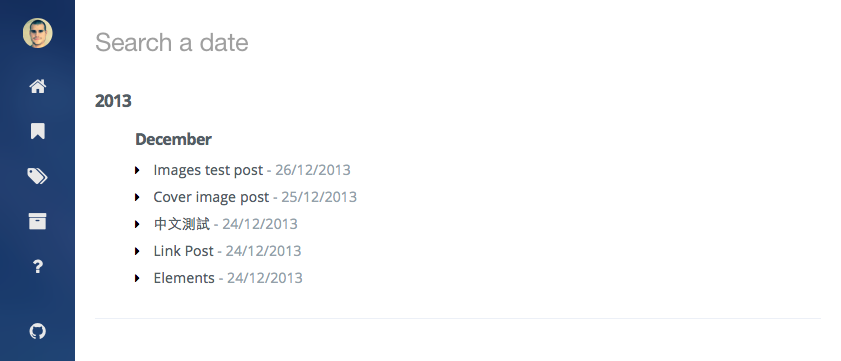 Search a date
2013
December
Images test post - 26/12/2013
Cover image post - 25/12/2013
中文測試 - 24/12/2013
Link Post - 24/12/2013
Elements - 24/12/2013